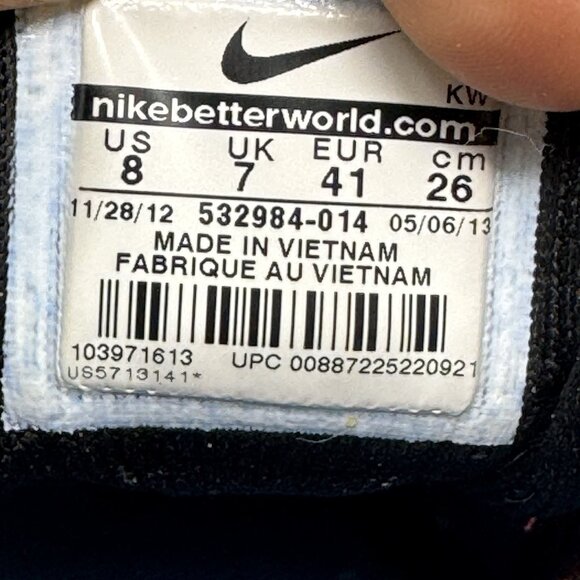 KW
nikebetterworld.com
US UK EUR cm
8 7 41 26
11/28/12 532984-014 05/06/13
MADE IN VIETNAM
FABRIQUE AU VIETNAM
103971613 UPC 00887225220921
US5713141*